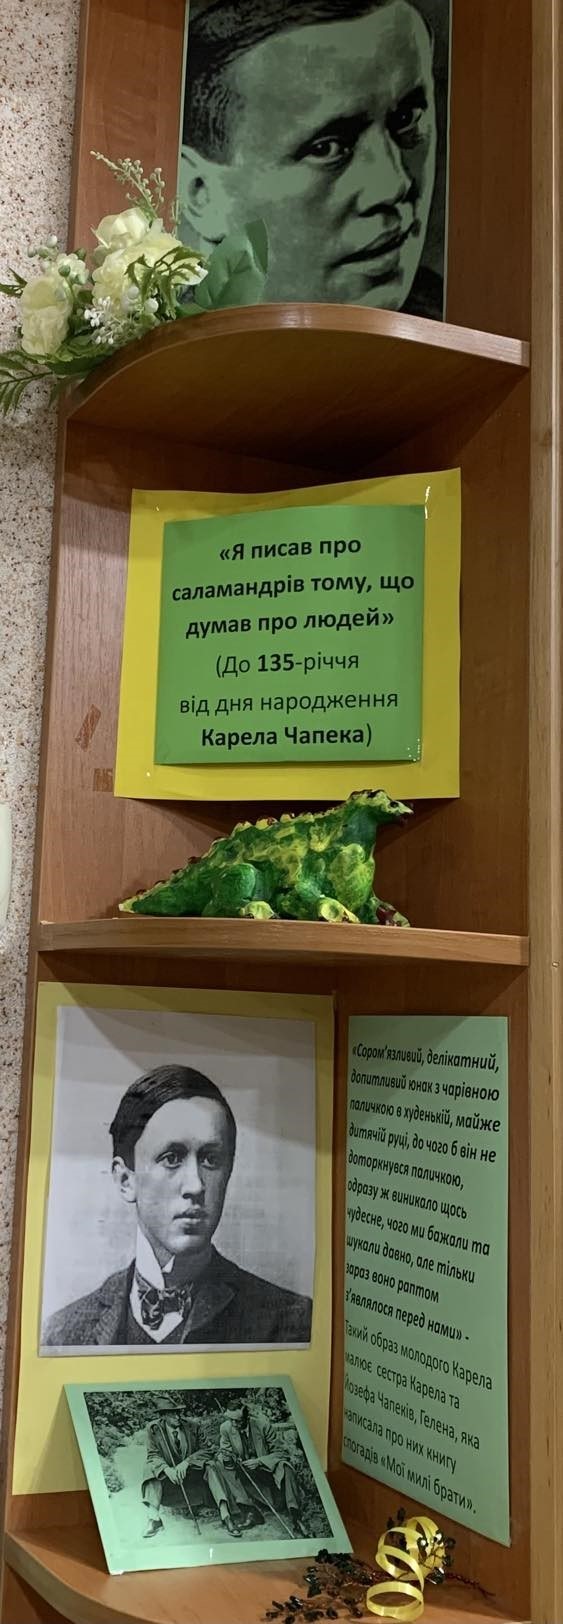 «Я писав про
саламандрів тому, що
думав про людей»
(До 135-річчя
від дня народження
Карела Чапека)
«Сором'язливий, делікатний,
допитливий юнак з чарівною
паличкою в худенькій, майже
дитячій руці, до чого б він не
доторкнувся паличкою,
одразу ж виникало щось
чудесне, чого ми бажали та
шукали давно, але тільки
зараз воно раптом
з'являлося перед нами» -
Такий образ молодого Карела
малює сестра Карела та
Йозефа Чапеків, Гелена, яка
написала про них книгу
спогадів «Мої милі брати».